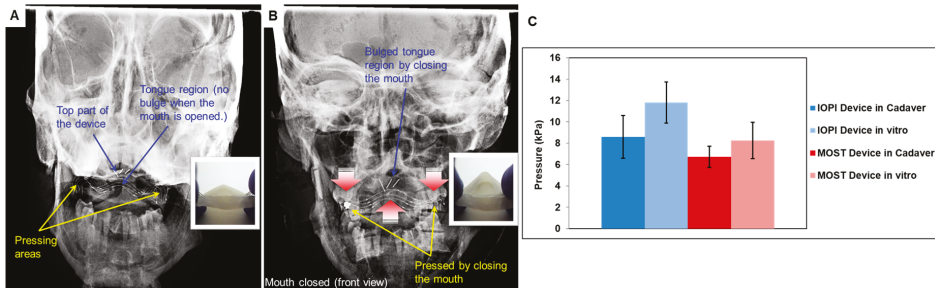 A
Top part of
the device
Tongue region (no
bulge when the
mouth is opened.)
Pressing
areas
B
Bulged tongue
region by closing
the mouth
Pressed by closing
the mouth
Mouth closed (front view)
C
Pressure (kPa)
16
14
12
10
8
6
4
2
0
IOPI Device in Cadaver
IOPI Device in vitro
MOST Device in Cadaver
MOST Device in vitro